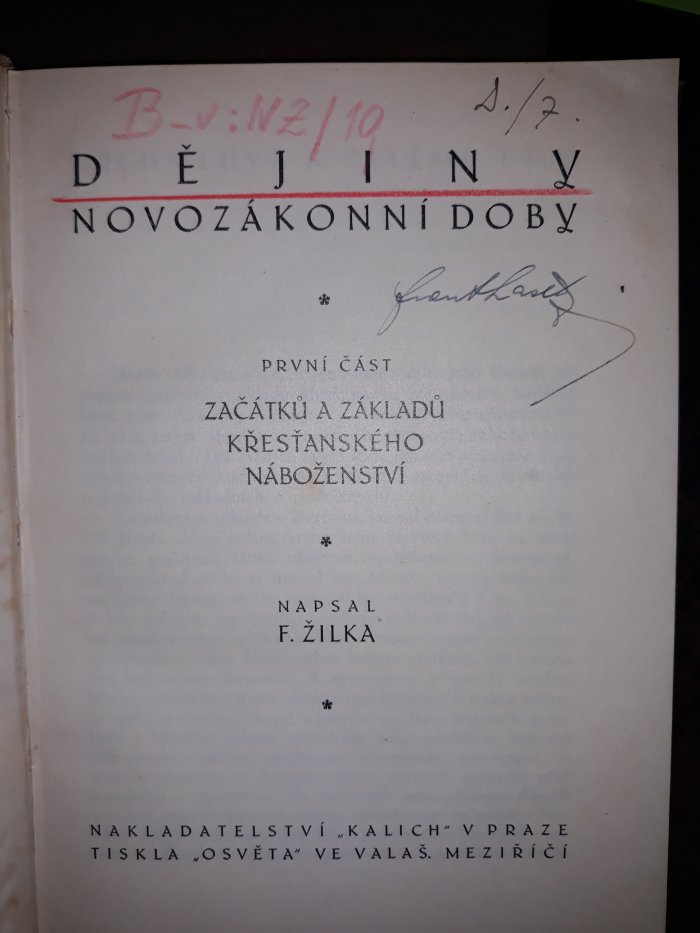 B-V:NZ/19
D./7.
DĚJINY
NOVOZÁKONNÍ DOBY
*
PRVNÍ ČÁST
ZAČÁTKŮ A ZÁKLADŮ
KŘESŤANSKÉHO
NÁBOŽENSTVÍ
*
NAPSAL
F. ŽILKA
*
NAKLADATELSTVÍ „KALICH“ V PRAZE
TISKLA „OSVĚTA“ VE VALAŠ. MEZIŘÍČÍ